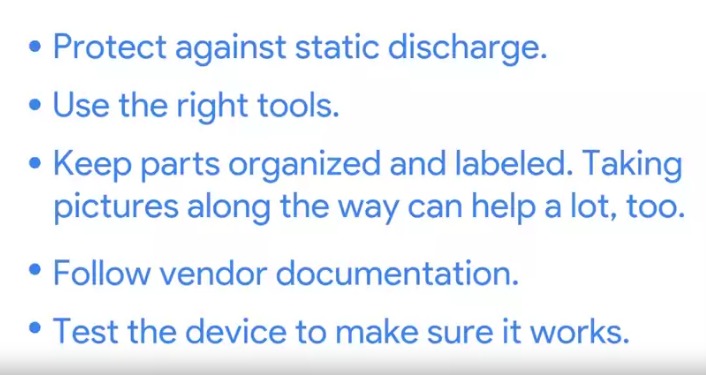 • Protect against static discharge.
• Use the right tools.
• Keep parts organized and labeled. Taking
pictures along the way can help a lot, too.
• Follow vendor documentation.
• Test the device to make sure it works.